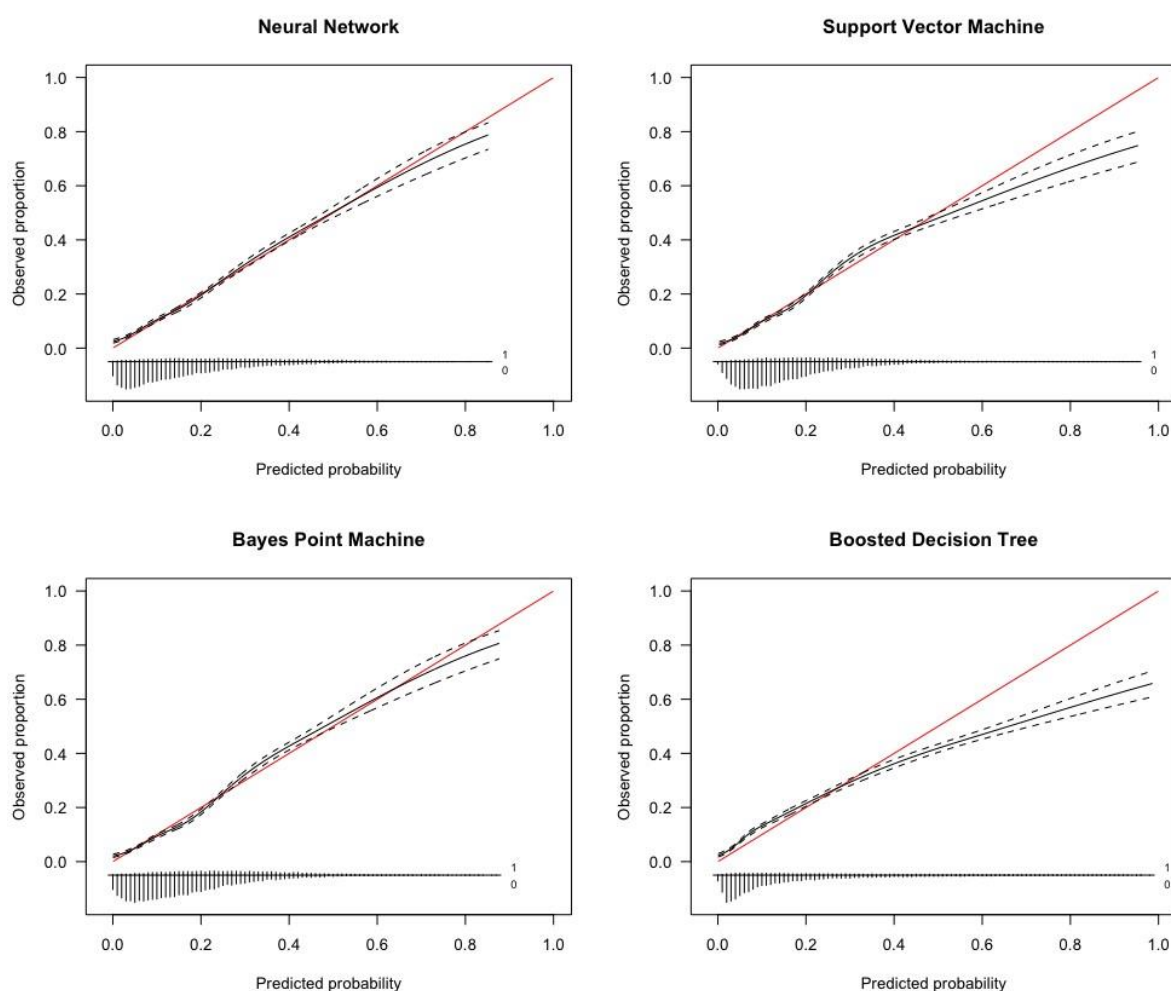 Neural Network
1.0
0.8
0.6
0.4
0.2
0.0
Observed proportion
1
0
0.0 0.2 0.4 0.6 0.8 1.0
Predicted probability
Support Vector Machine
1.0
0.8
0.6
0.4
0.2
0.0
Observed proportion
1
0
0.0 0.2 0.4 0.6 0.8 1.0
Predicted probability
Bayes Point Machine
1.0
0.8
0.6
0.4
0.2
0.0
Observed proportion
1
0
0.0 0.2 0.4 0.6 0.8 1.0
Predicted probability
Boosted Decision Tree
1.0
0.8
0.6
0.4
0.2
0.0
Observed proportion
1
0
0.0 0.2 0.4 0.6 0.8 1.0
Predicted probability